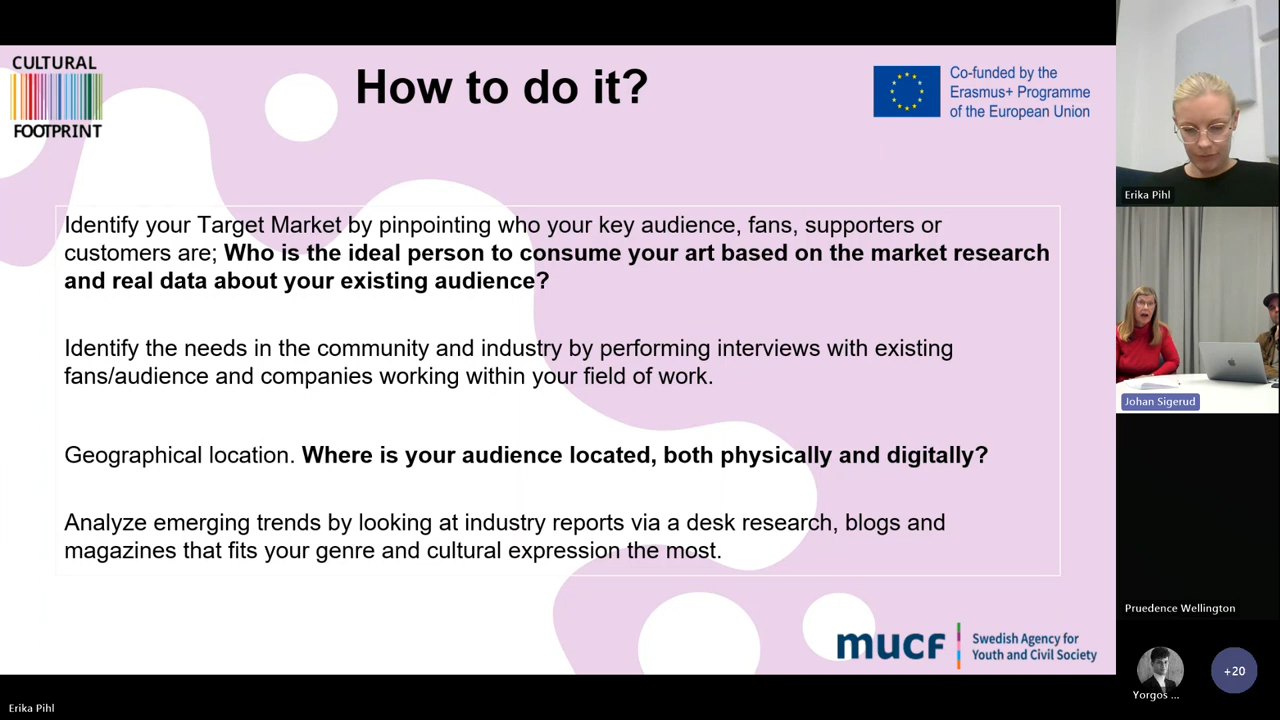 CULTURAL
FOOTPRINT
How to do it?
Co-funded by the
Erasmus+ Programme
of the European Union
Identify your Target Market by pinpointing who your key audience, fans, supporters or
customers are; Who is the ideal person to consume your art based on the market research
and real data about your existing audience?
Identify the needs in the community and industry by performing interviews with existing
fans/audience and companies working within your field of work.
Geographical location. Where is your audience located, both physically and digitally?
Analyze emerging trends by looking at industry reports via a desk research, blogs and
magazines that fits your genre and cultural expression the most.
mucf
Swedish Agency for
Youth and Civil Society
Erika Pihl
Johan Sigerud
Pruedence Wellington
Yorgos ...
+20
Erika Pihl